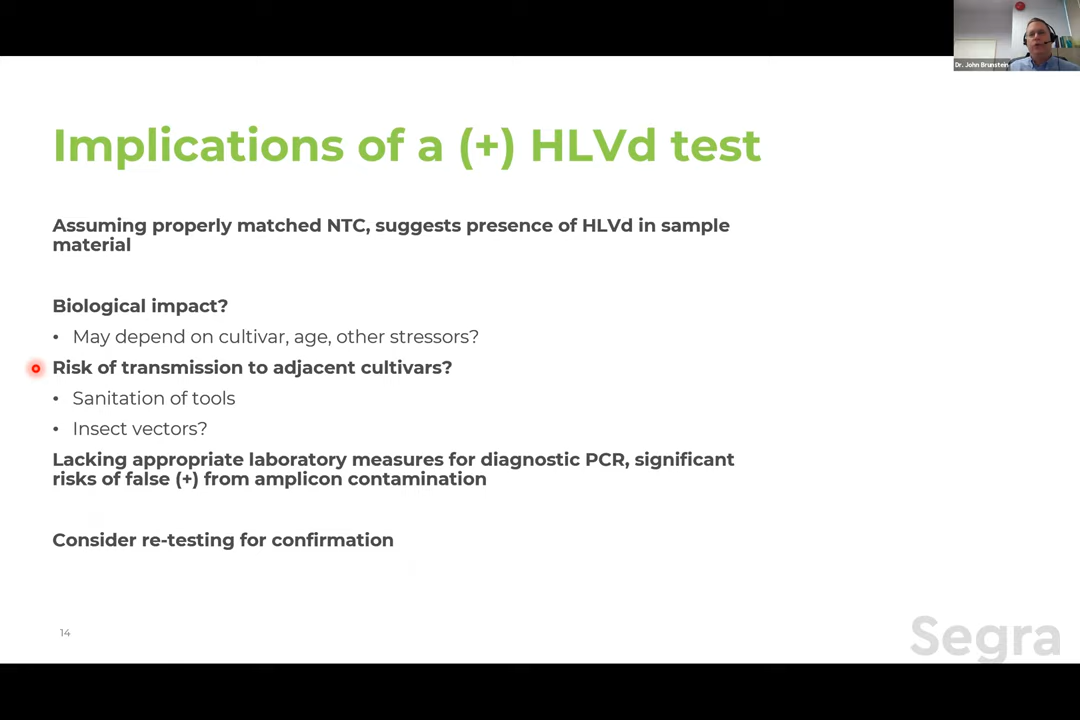 Dr. John Brunstein
Implications of a (+) HLVd test
Assuming properly matched NTC, suggests presence of HLVd in sample
material
Biological impact?
• May depend on cultivar, age, other stressors?
Risk of transmission to adjacent cultivars?
• Sanitation of tools
• Insect vectors?
Lacking appropriate laboratory measures for diagnostic PCR, significant
risks of false (+) from amplicon contamination
Consider re-testing for confirmation
14
Segra